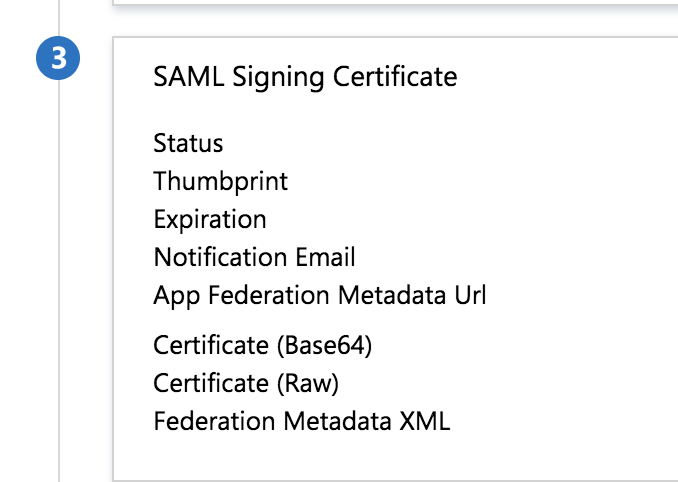 3
SAML Signing Certificate
Status
Thumbprint
Expiration
Notification Email
App Federation Metadata Url
Certificate (Base64)
Certificate (Raw)
Federation Metadata XML